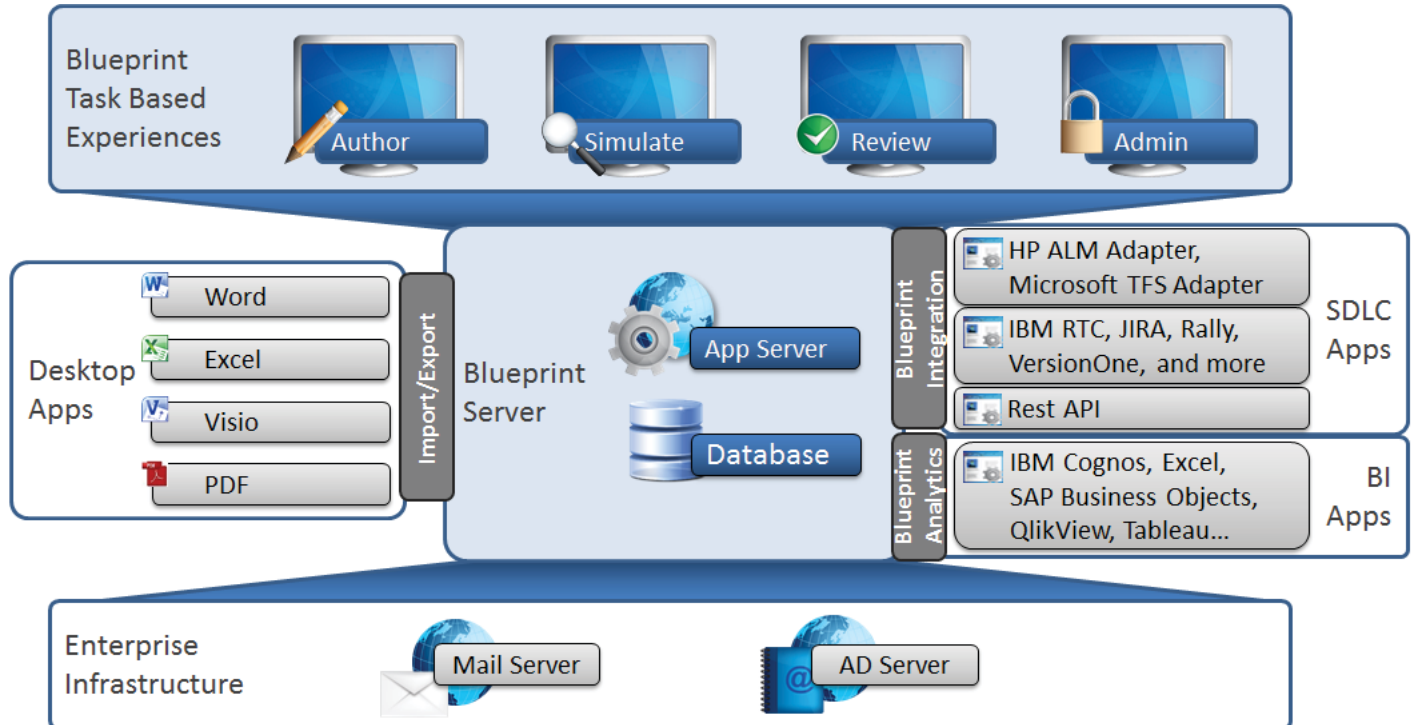 Blueprint
Task Based
Experiences
Author
Simulate
Review
Admin
Desktop
Apps
Word
Excel
Visio
PDF
Import/Export
Blueprint
Server
App Server
Database
Blueprint
Integration
HP ALM Adapter,
Microsoft TFS Adapter
IBM RTC, JIRA, Rally,
VersionOne, and more
Rest API
SDLC
Apps
Blueprint
Analytics
IBM Cognos, Excel,
SAP Business Objects,
QlikView, Tableau...
BI
Apps
Enterprise
Infrastructure
Mail Server
@
AD Server